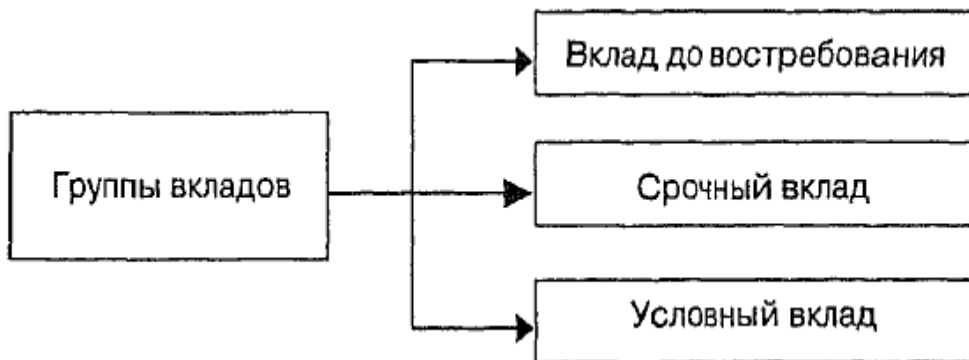 Группы вкладов
Вклад до востребования
Срочный вклад
Условный вклад